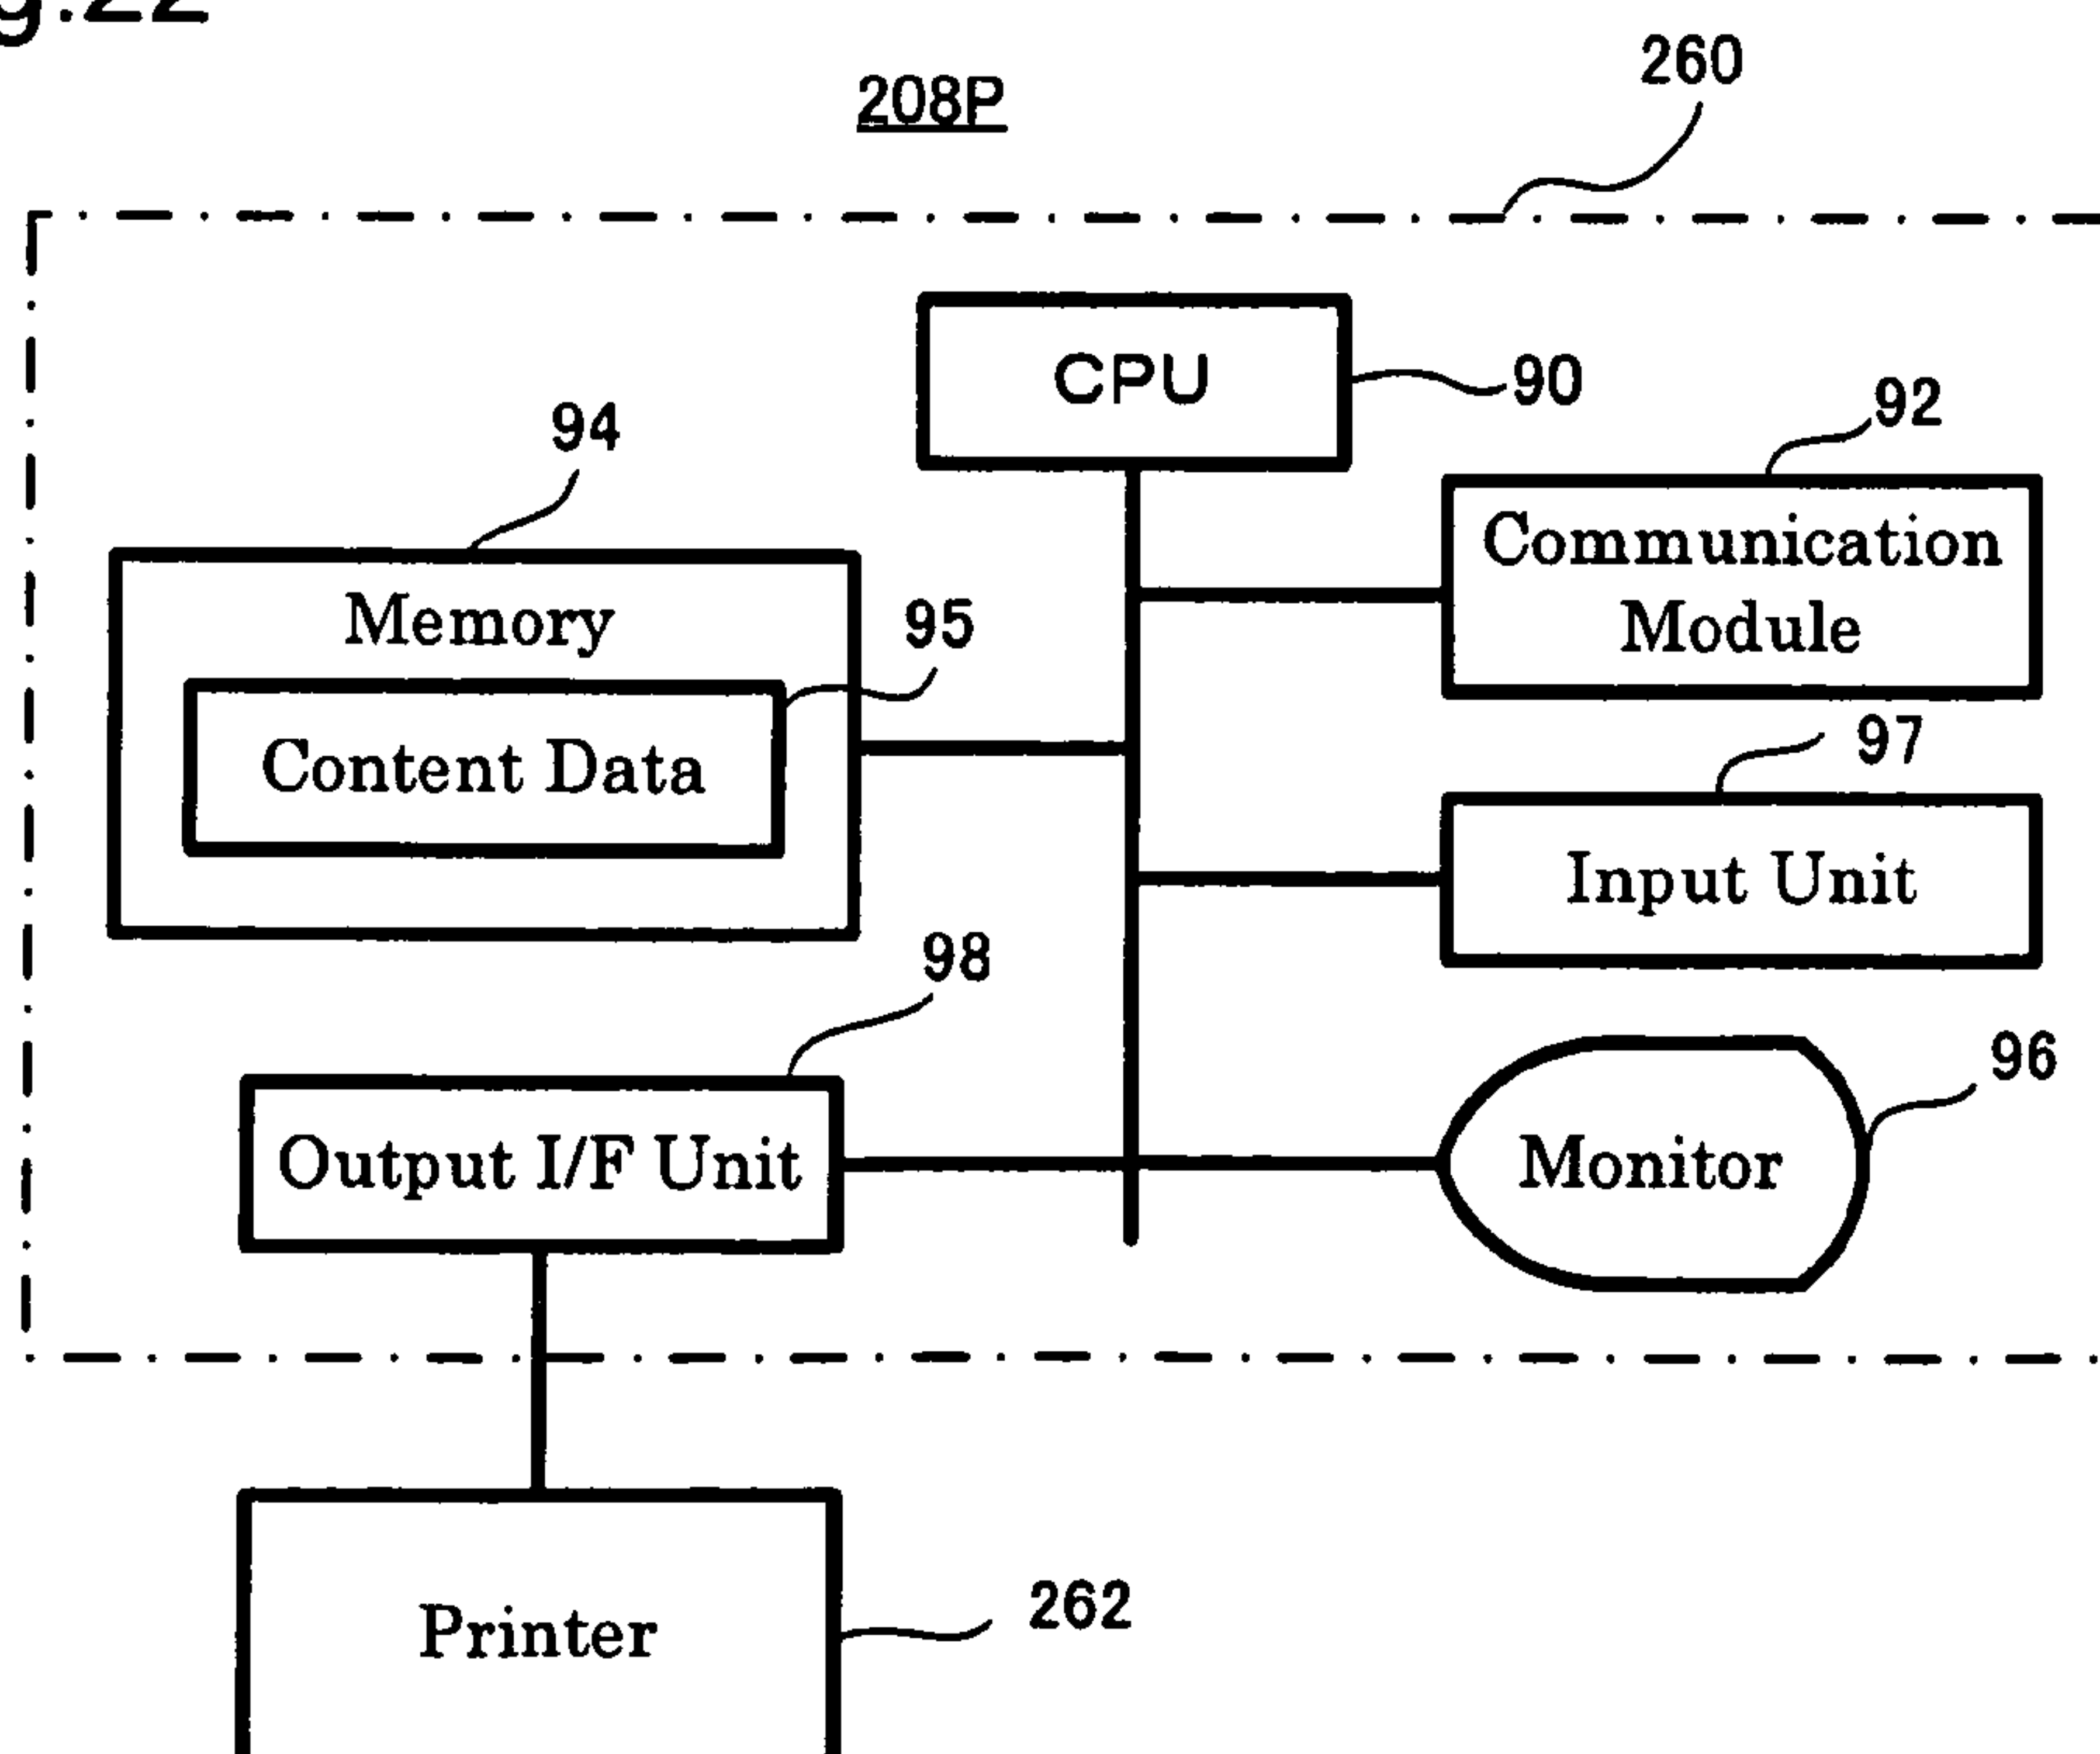 g.22
208P
260
CPU
90
92
94
Communication
Module
Memory
95
97
Content Data
Input Unit
98
96
Output I/F Unit
Monitor
262
Printer